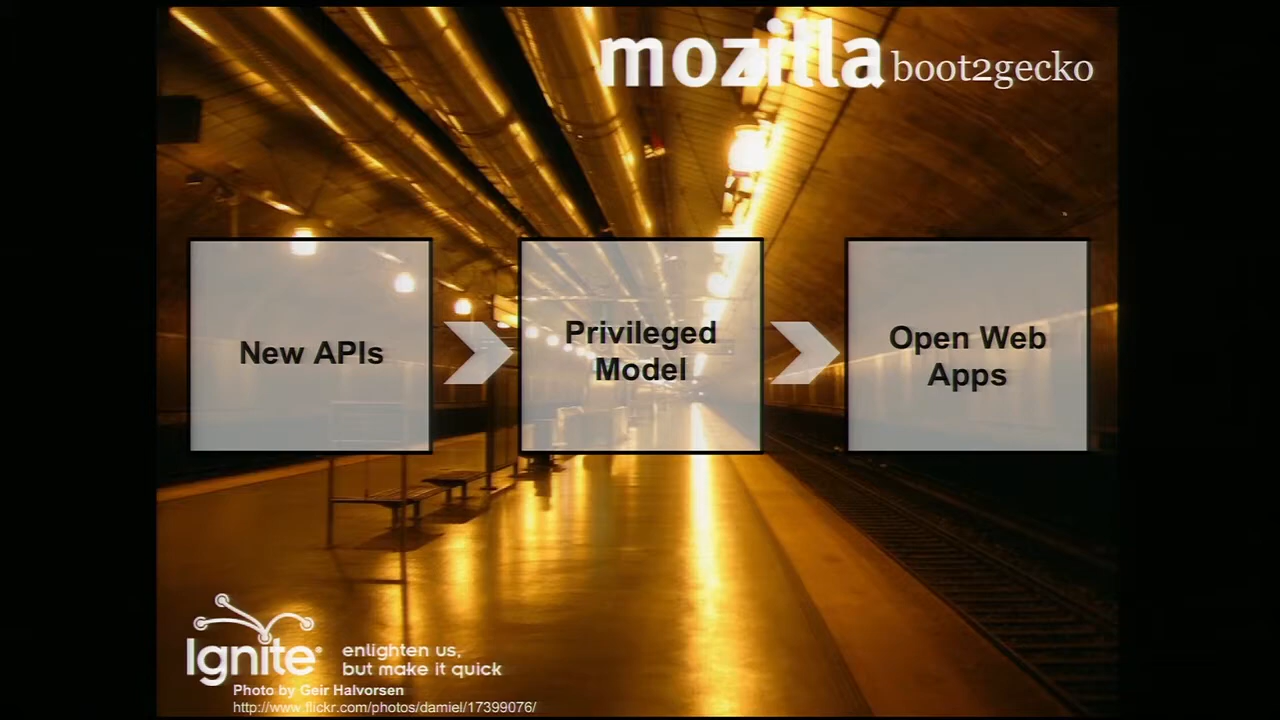 mozilla boot2gecko
New APIs
Privileged
Model
Open Web
Apps
Ignite
enlighten us,
but make it quick
Photo by Geir Halvorsen
http://www.flickr.com/photos/damiel/17399076/